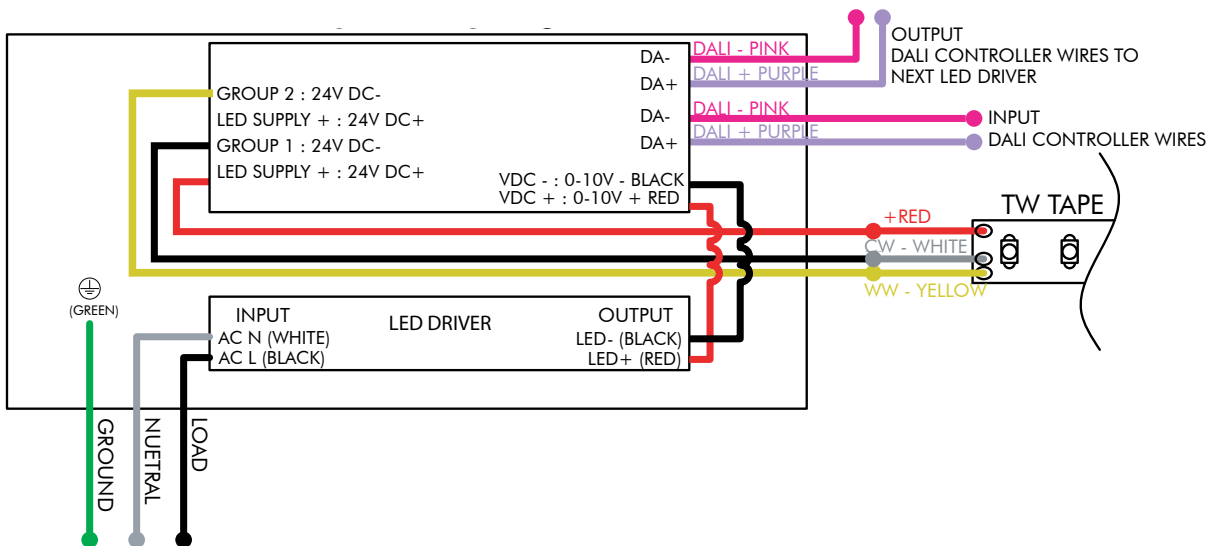 OUTPUT
DALI CONTROLLER WIRES TO
NEXT LED DRIVER
DA-
DALI - PINK
DA+
DALI + PURPLE
GROUP 2 : 24V DC-
LED SUPPLY + : 24V DC+
GROUP 1 : 24V DC-
LED SUPPLY + : 24V DC+
DA-
DALI - PINK
DA+
DALI + PURPLE
INPUT
DALI CONTROLLER WIRES
VDC - : 0-10V - BLACK
VDC + : 0-10V + RED
TW TAPE
+RED
CW - WHITE
WW - YELLOW
(GREEN)
INPUT
AC N (WHITE)
AC L (BLACK)
LED DRIVER
OUTPUT
LED- (BLACK)
LED+ (RED)
GROUND
NUETRAL
LOAD